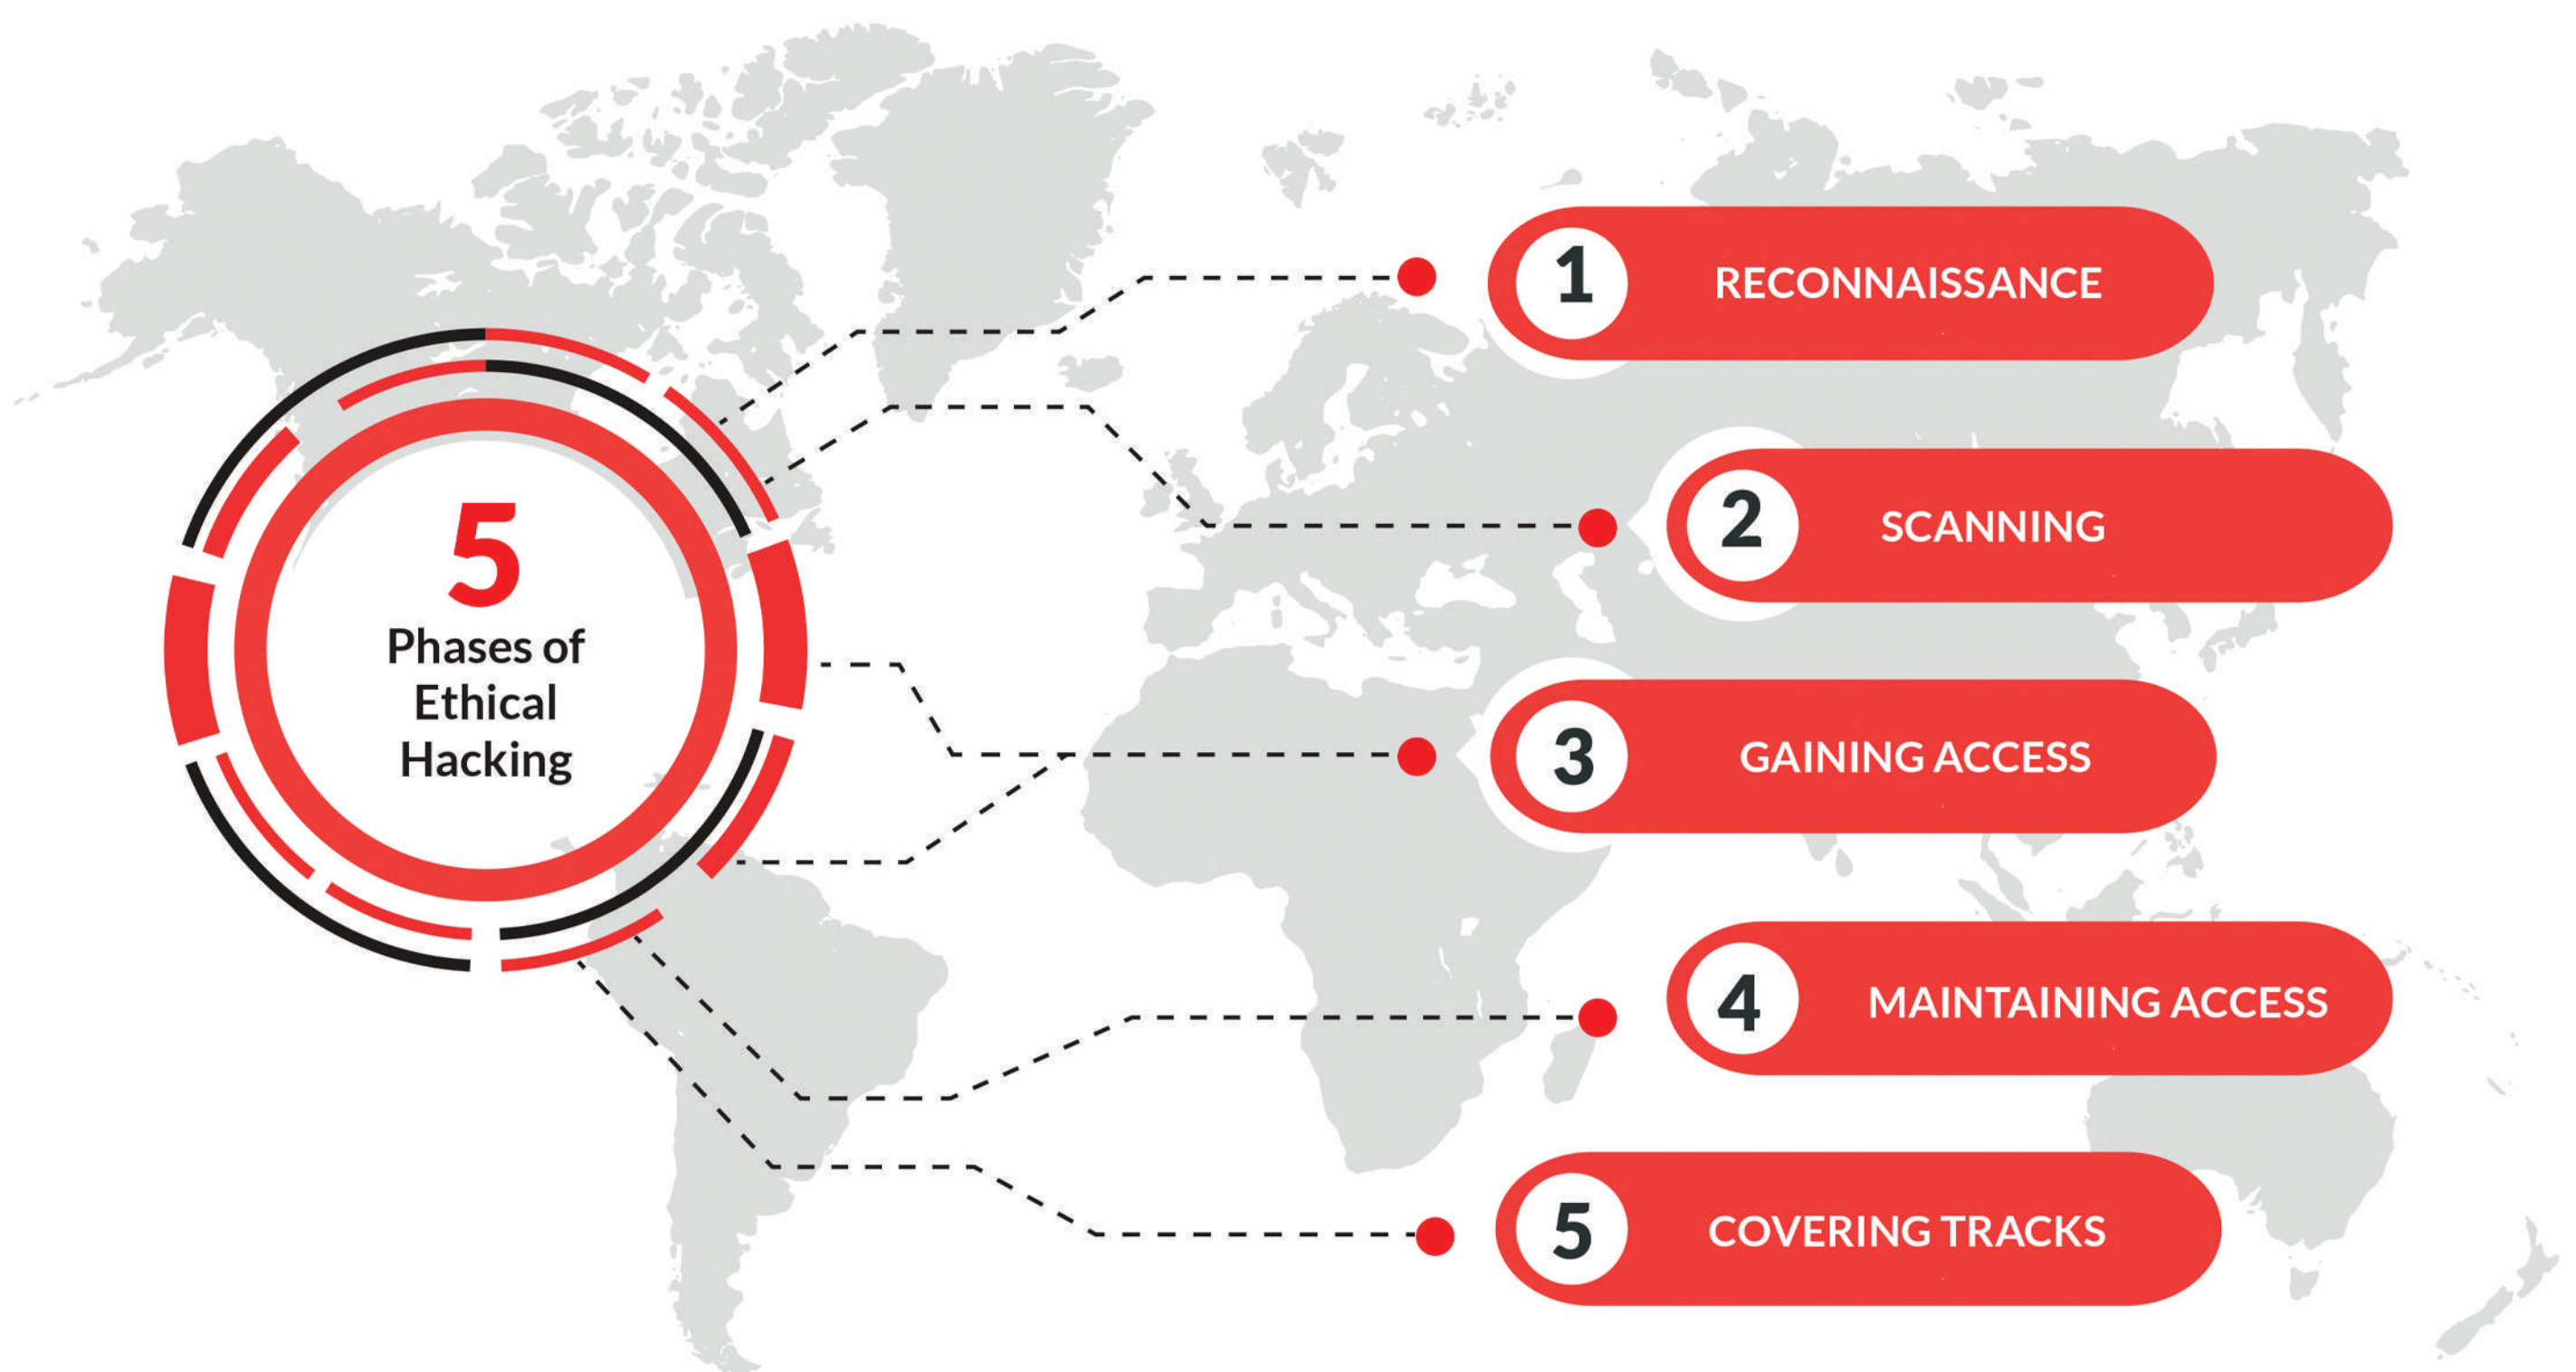 5
Phases of
Ethical
Hacking
1 RECONNAISSANCE
2 SCANNING
3 GAINING ACCESS
4 MAINTAINING ACCESS
5 COVERING TRACKS